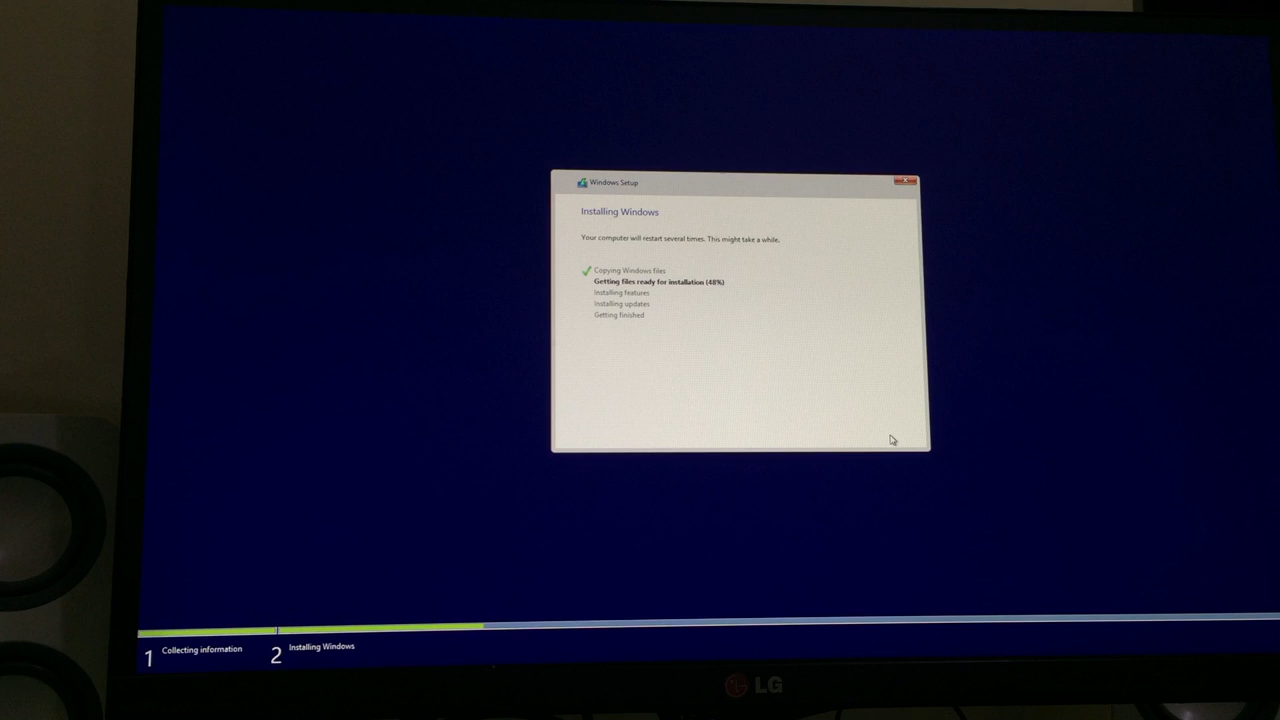 Windows Setup
Installing Windows
Your computer will restart several times. This might take a while.
Copying Windows files
Getting files ready for installation (48%)
Installing features
Installing updates
Getting finished
1 Collecting information
2 Installing Windows
LG